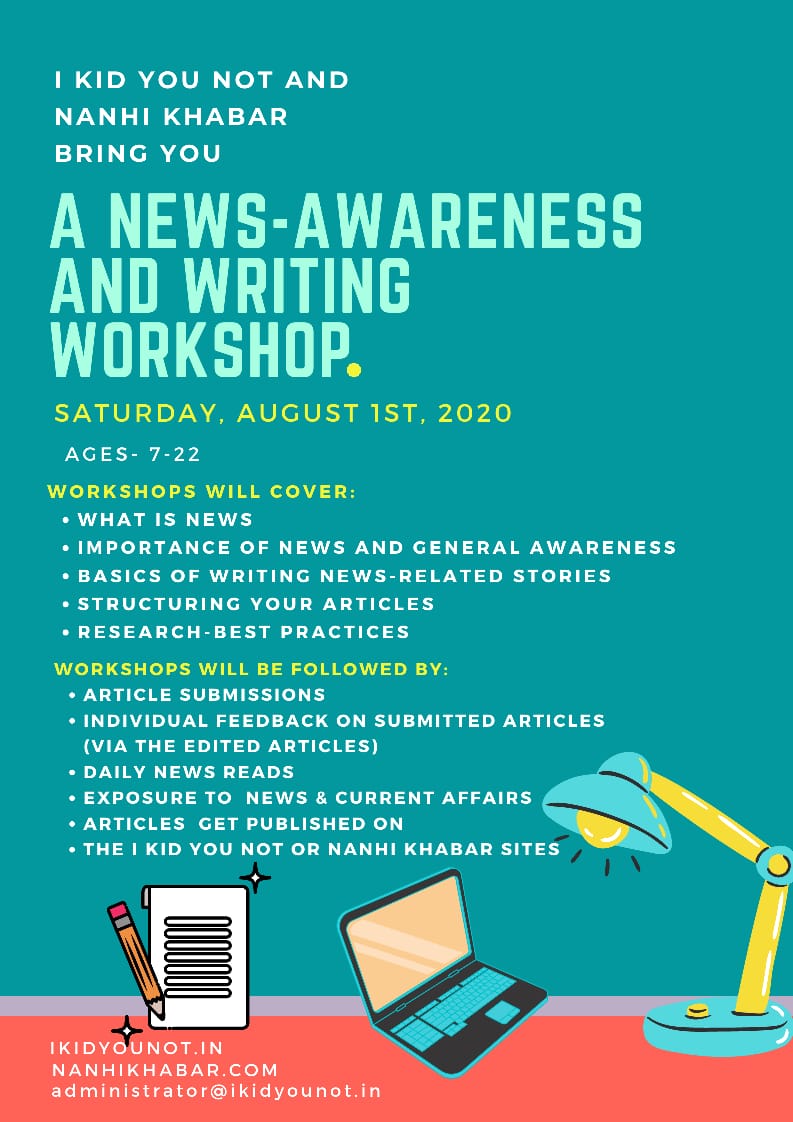 I KID YOU NOT AND
NANHI KHABAR
BRING YOU
A NEWS-AWARENESS
AND WRITING
WORKSHOP.
SATURDAY, AUGUST 1ST, 2020
AGES- 7-22
WORKSHOPS WILL COVER:
• WHAT IS NEWS
• IMPORTANCE OF NEWS AND GENERAL AWARENESS
• BASICS OF WRITING NEWS-RELATED STORIES
• STRUCTURING YOUR ARTICLES
• RESEARCH-BEST PRACTICES
WORKSHOPS WILL BE FOLLOWED BY:
• ARTICLE SUBMISSIONS
• INDIVIDUAL FEEDBACK ON SUBMITTED ARTICLES
(VIA THE EDITED ARTICLES)
• DAILY NEWS READS
• EXPOSURE TO NEWS & CURRENT AFFAIRS
• ARTICLES GET PUBLISHED ON
• THE I KID YOU NOT OR NANHI KHABAR SITES
IKIDYOUNOT.IN
NANHIKHABAR.COM
administrator@ikidyounot.in